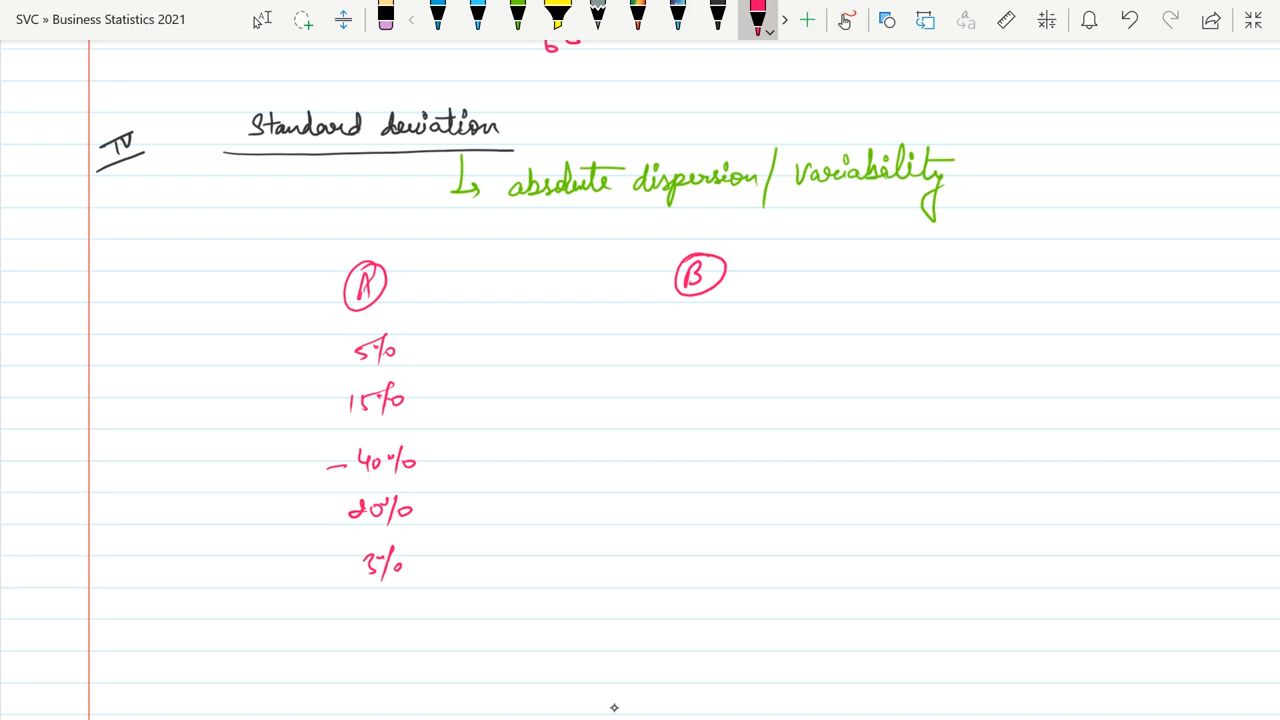 SVC » Business Statistics 2021
IV Standard deviation
↳ absolute dispersion/ variability
A B
5%
15%
- 40%
20%
3%